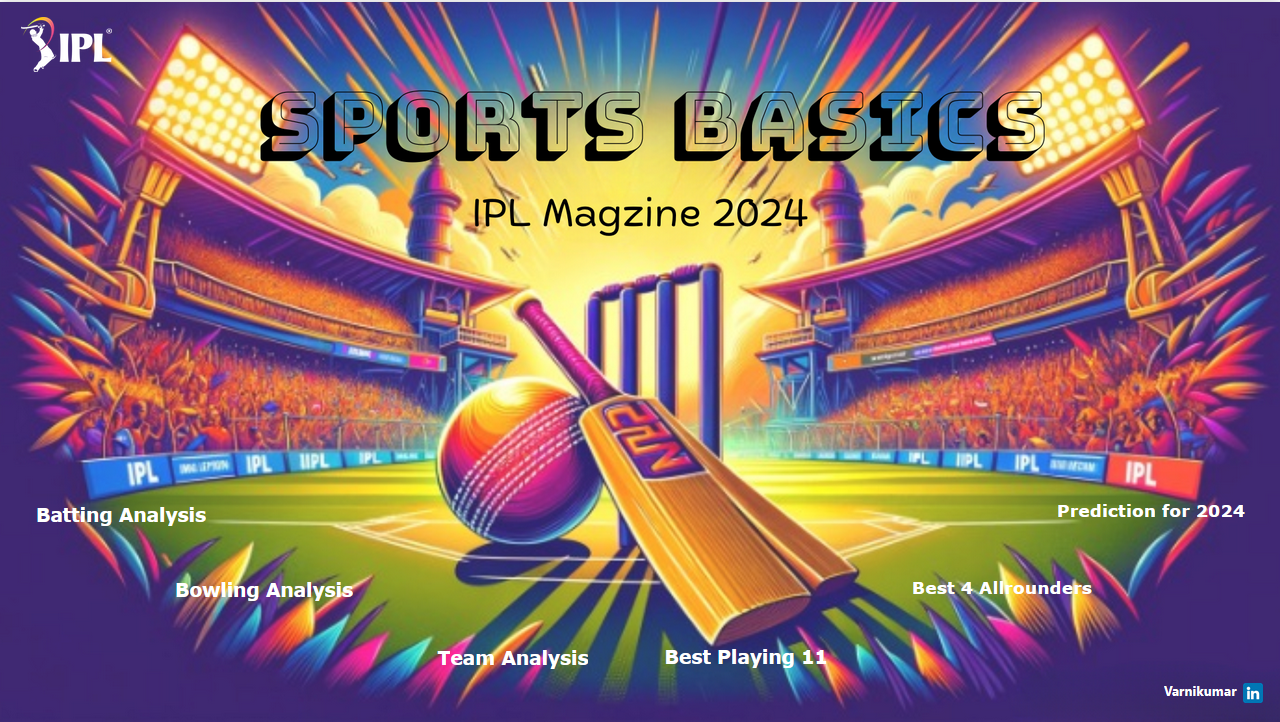 IPL
SPORTS BASICS
IPL Magzine 2024
IPL
IPL
IPL
IPL
IPL
Batting Analysis
Prediction for 2024
Bowling Analysis
Best 4 Allrounders
Team Analysis
Best Playing 11
Varnikumar in